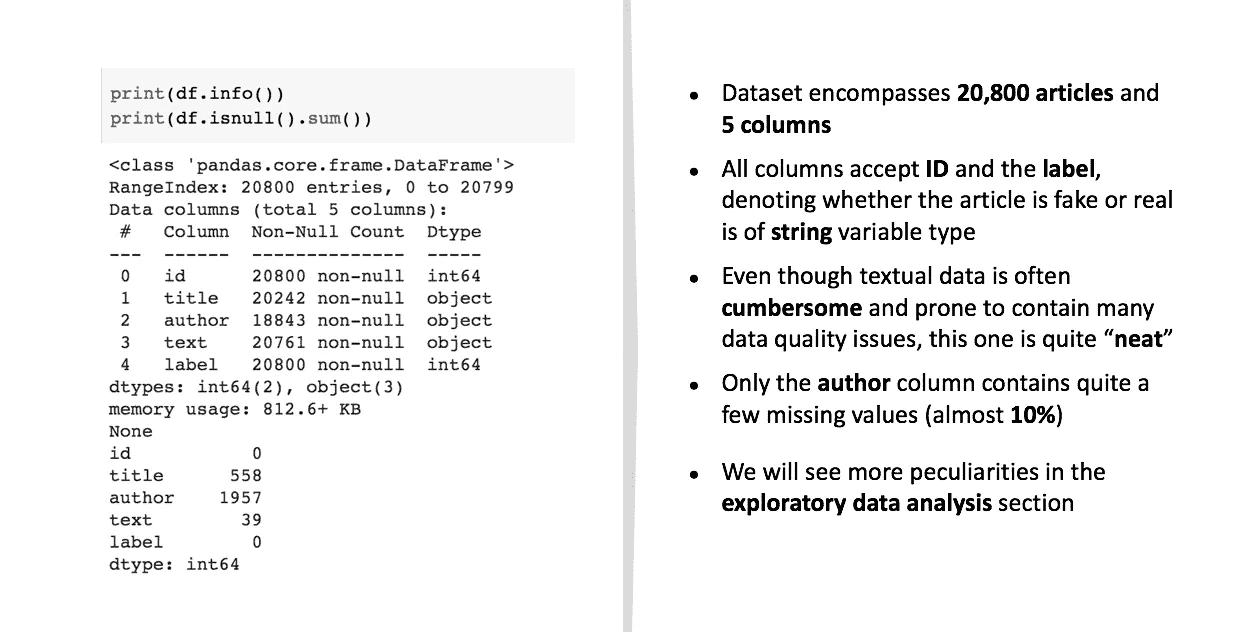 print(df.info())
print(df.isnull().sum())
<class 'pandas.core.frame.DataFrame'>
RangeIndex: 20800 entries, 0 to 20799
Data columns (total 5 columns):
 #   Column  Non-Null Count  Dtype
---  ------  --------------  -----
 0   id      20800 non-null  int64
 1   title   20242 non-null  object
 2   author  18843 non-null  object
 3   text    20761 non-null  object
 4   label   20800 non-null  int64
dtypes: int64(2), object(3)
memory usage: 812.6+ KB
None
id           0
title      558
author    1957
text        39
label        0
dtype: int64
• Dataset encompasses 20,800 articles and
5 columns
• All columns accept ID and the label,
denoting whether the article is fake or real
is of string variable type
• Even though textual data is often
cumbersome and prone to contain many
data quality issues, this one is quite “neat”
• Only the author column contains quite a
few missing values (almost 10%)
• We will see more peculiarities in the
exploratory data analysis section